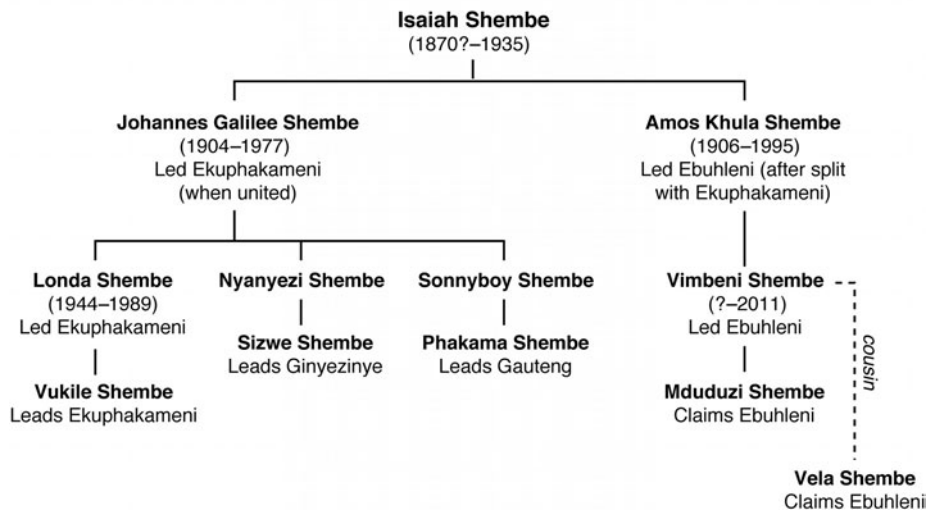 Isaiah Shembe
(1870?–1935)
Johannes Galilee Shembe
(1904–1977)
Led Ekuphakameni
(when united)
Amos Khula Shembe
(1906–1995)
Led Ebuhleni (after split
with Ekuphakameni)
Londa Shembe
(1944–1989)
Led Ekuphakameni
Nyanyezi Shembe
Sonnyboy Shembe
Vimbeni Shembe
(?–2011)
Led Ebuhleni
cousin
Sizwe Shembe
Leads Ginyezinye
Phakama Shembe
Leads Gauteng
Vukile Shembe
Leads Ekuphakameni
Mduduzi Shembe
Claims Ebuhleni
Vela Shembe
Claims Ebuhlenii